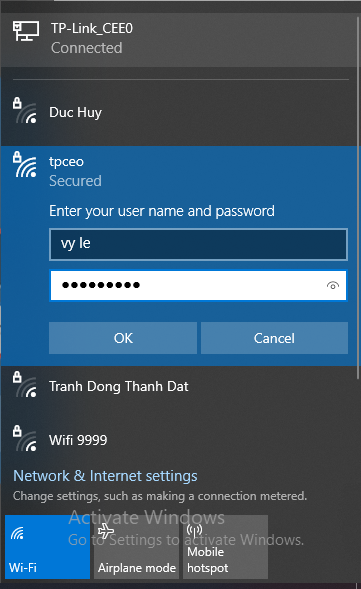 TP-Link_CEE0
Connected
Duc Huy
tpceo
Secured
Enter your user name and password
vy le
●●●●●●●●●
OK
Cancel
Tranh Dong Thanh Dat
Wifi 9999
Network & Internet settings
Change settings, such as making a connection metered.
Activate Windows
Go to Settings to activate Windows.
Wi-Fi
Airplane mode
Mobile
hotspot